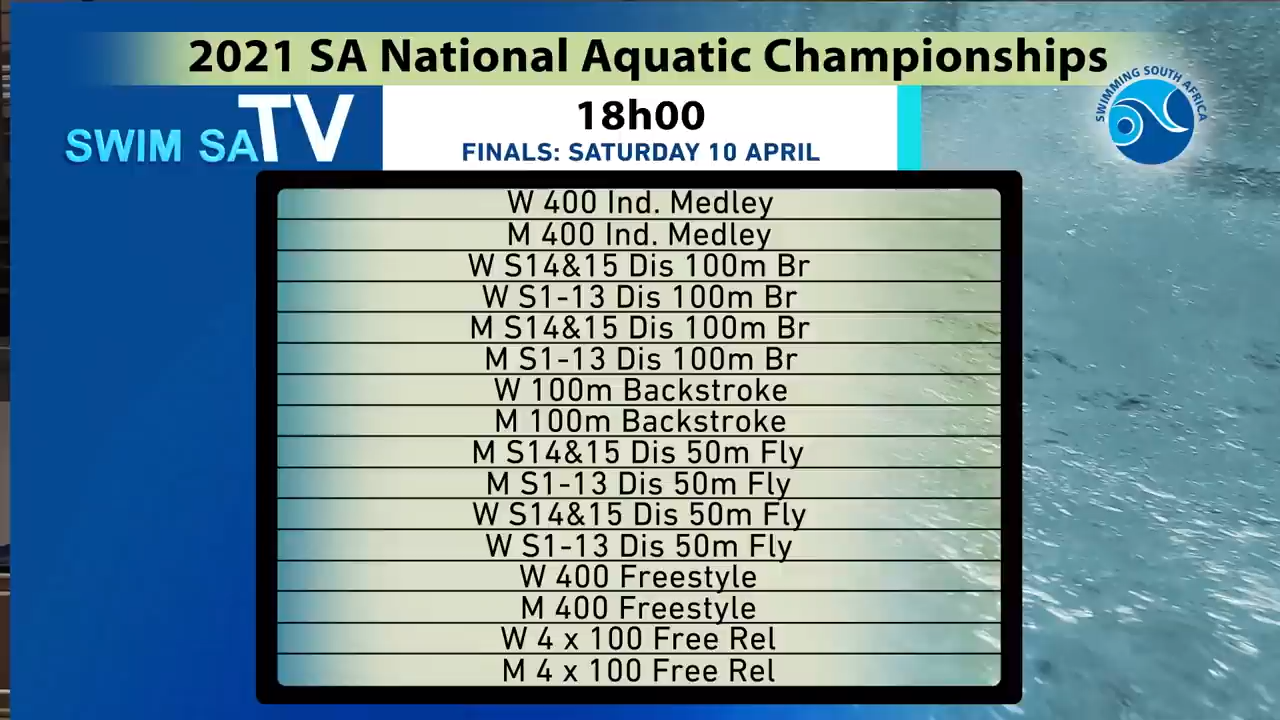 2021 SA National Aquatic Championships
SWIM SA TV
18h00
FINALS: SATURDAY 10 APRIL
SWIMMING SOUTH AFRICA
W 400 Ind. Medley
M 400 Ind. Medley
W S14&15 Dis 100m Br
W S1-13 Dis 100m Br
M S14&15 Dis 100m Br
M S1-13 Dis 100m Br
W 100m Backstroke
M 100m Backstroke
M S14&15 Dis 50m Fly
M S1-13 Dis 50m Fly
W S14&15 Dis 50m Fly
W S1-13 Dis 50m Fly
W 400 Freestyle
M 400 Freestyle
W 4 x 100 Free Rel
M 4 x 100 Free Rel